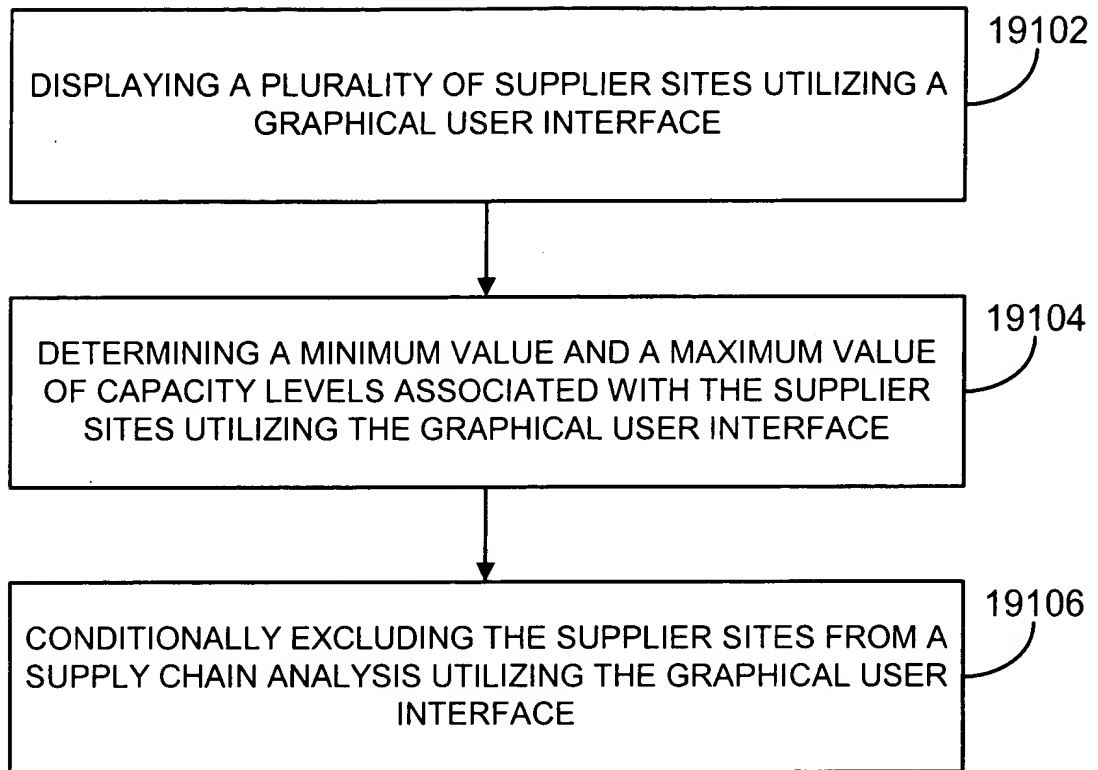 19102
DISPLAYING A PLURALITY OF SUPPLIER SITES UTILIZING A
GRAPHICAL USER INTERFACE
19104
DETERMINING A MINIMUM VALUE AND A MAXIMUM VALUE
OF CAPACITY LEVELS ASSOCIATED WITH THE SUPPLIER
SITES UTILIZING THE GRAPHICAL USER INTERFACE
19106
CONDITIONALLY EXCLUDING THE SUPPLIER SITES FROM A
SUPPLY CHAIN ANALYSIS UTILIZING THE GRAPHICAL USER
INTERFACE